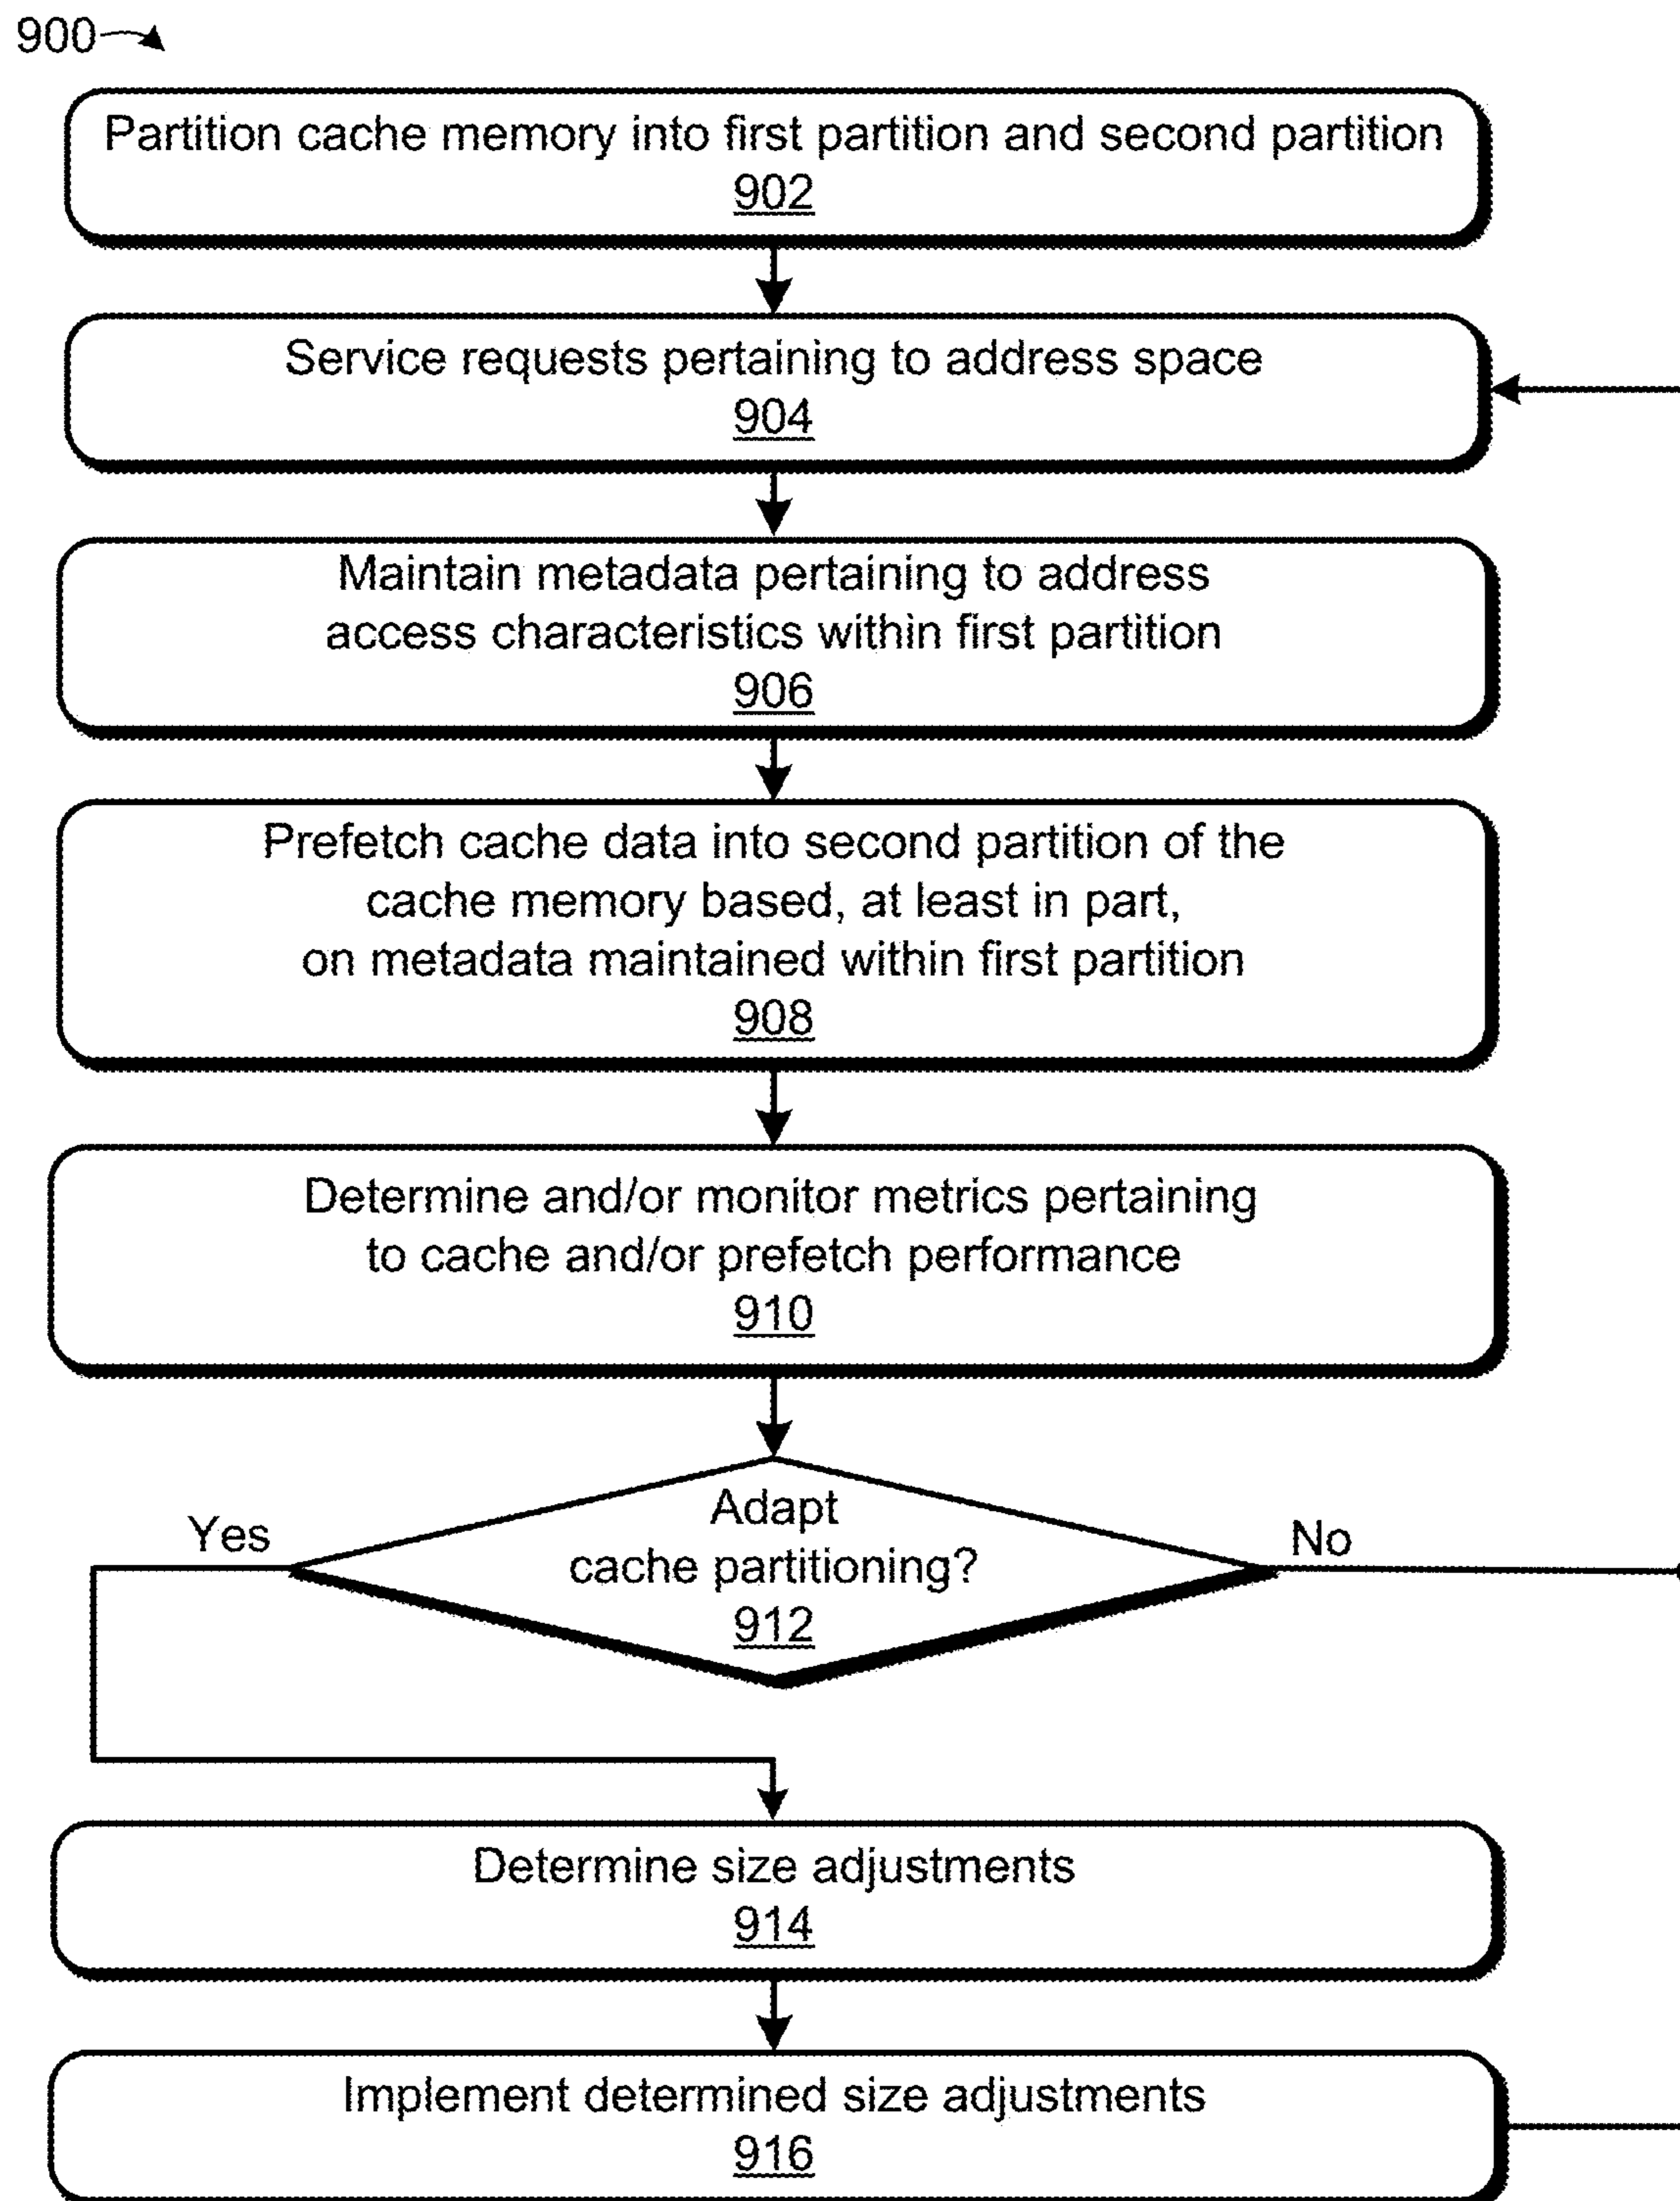 900
Partition cache memory into first partition and second partition
902
Service requests pertaining to address space
904
Maintain metadata pertaining to address
access characteristics within first partition
906
Prefetch cache data into second partition of the
cache memory based, at least in part,
on metadata maintained within first partition
908
Determine and/or monitor metrics pertaining
to cache and/or prefetch performance
910
Adapt
cache partitioning?
912
Yes
No
Determine size adjustments
914
Implement determined size adjustments
916